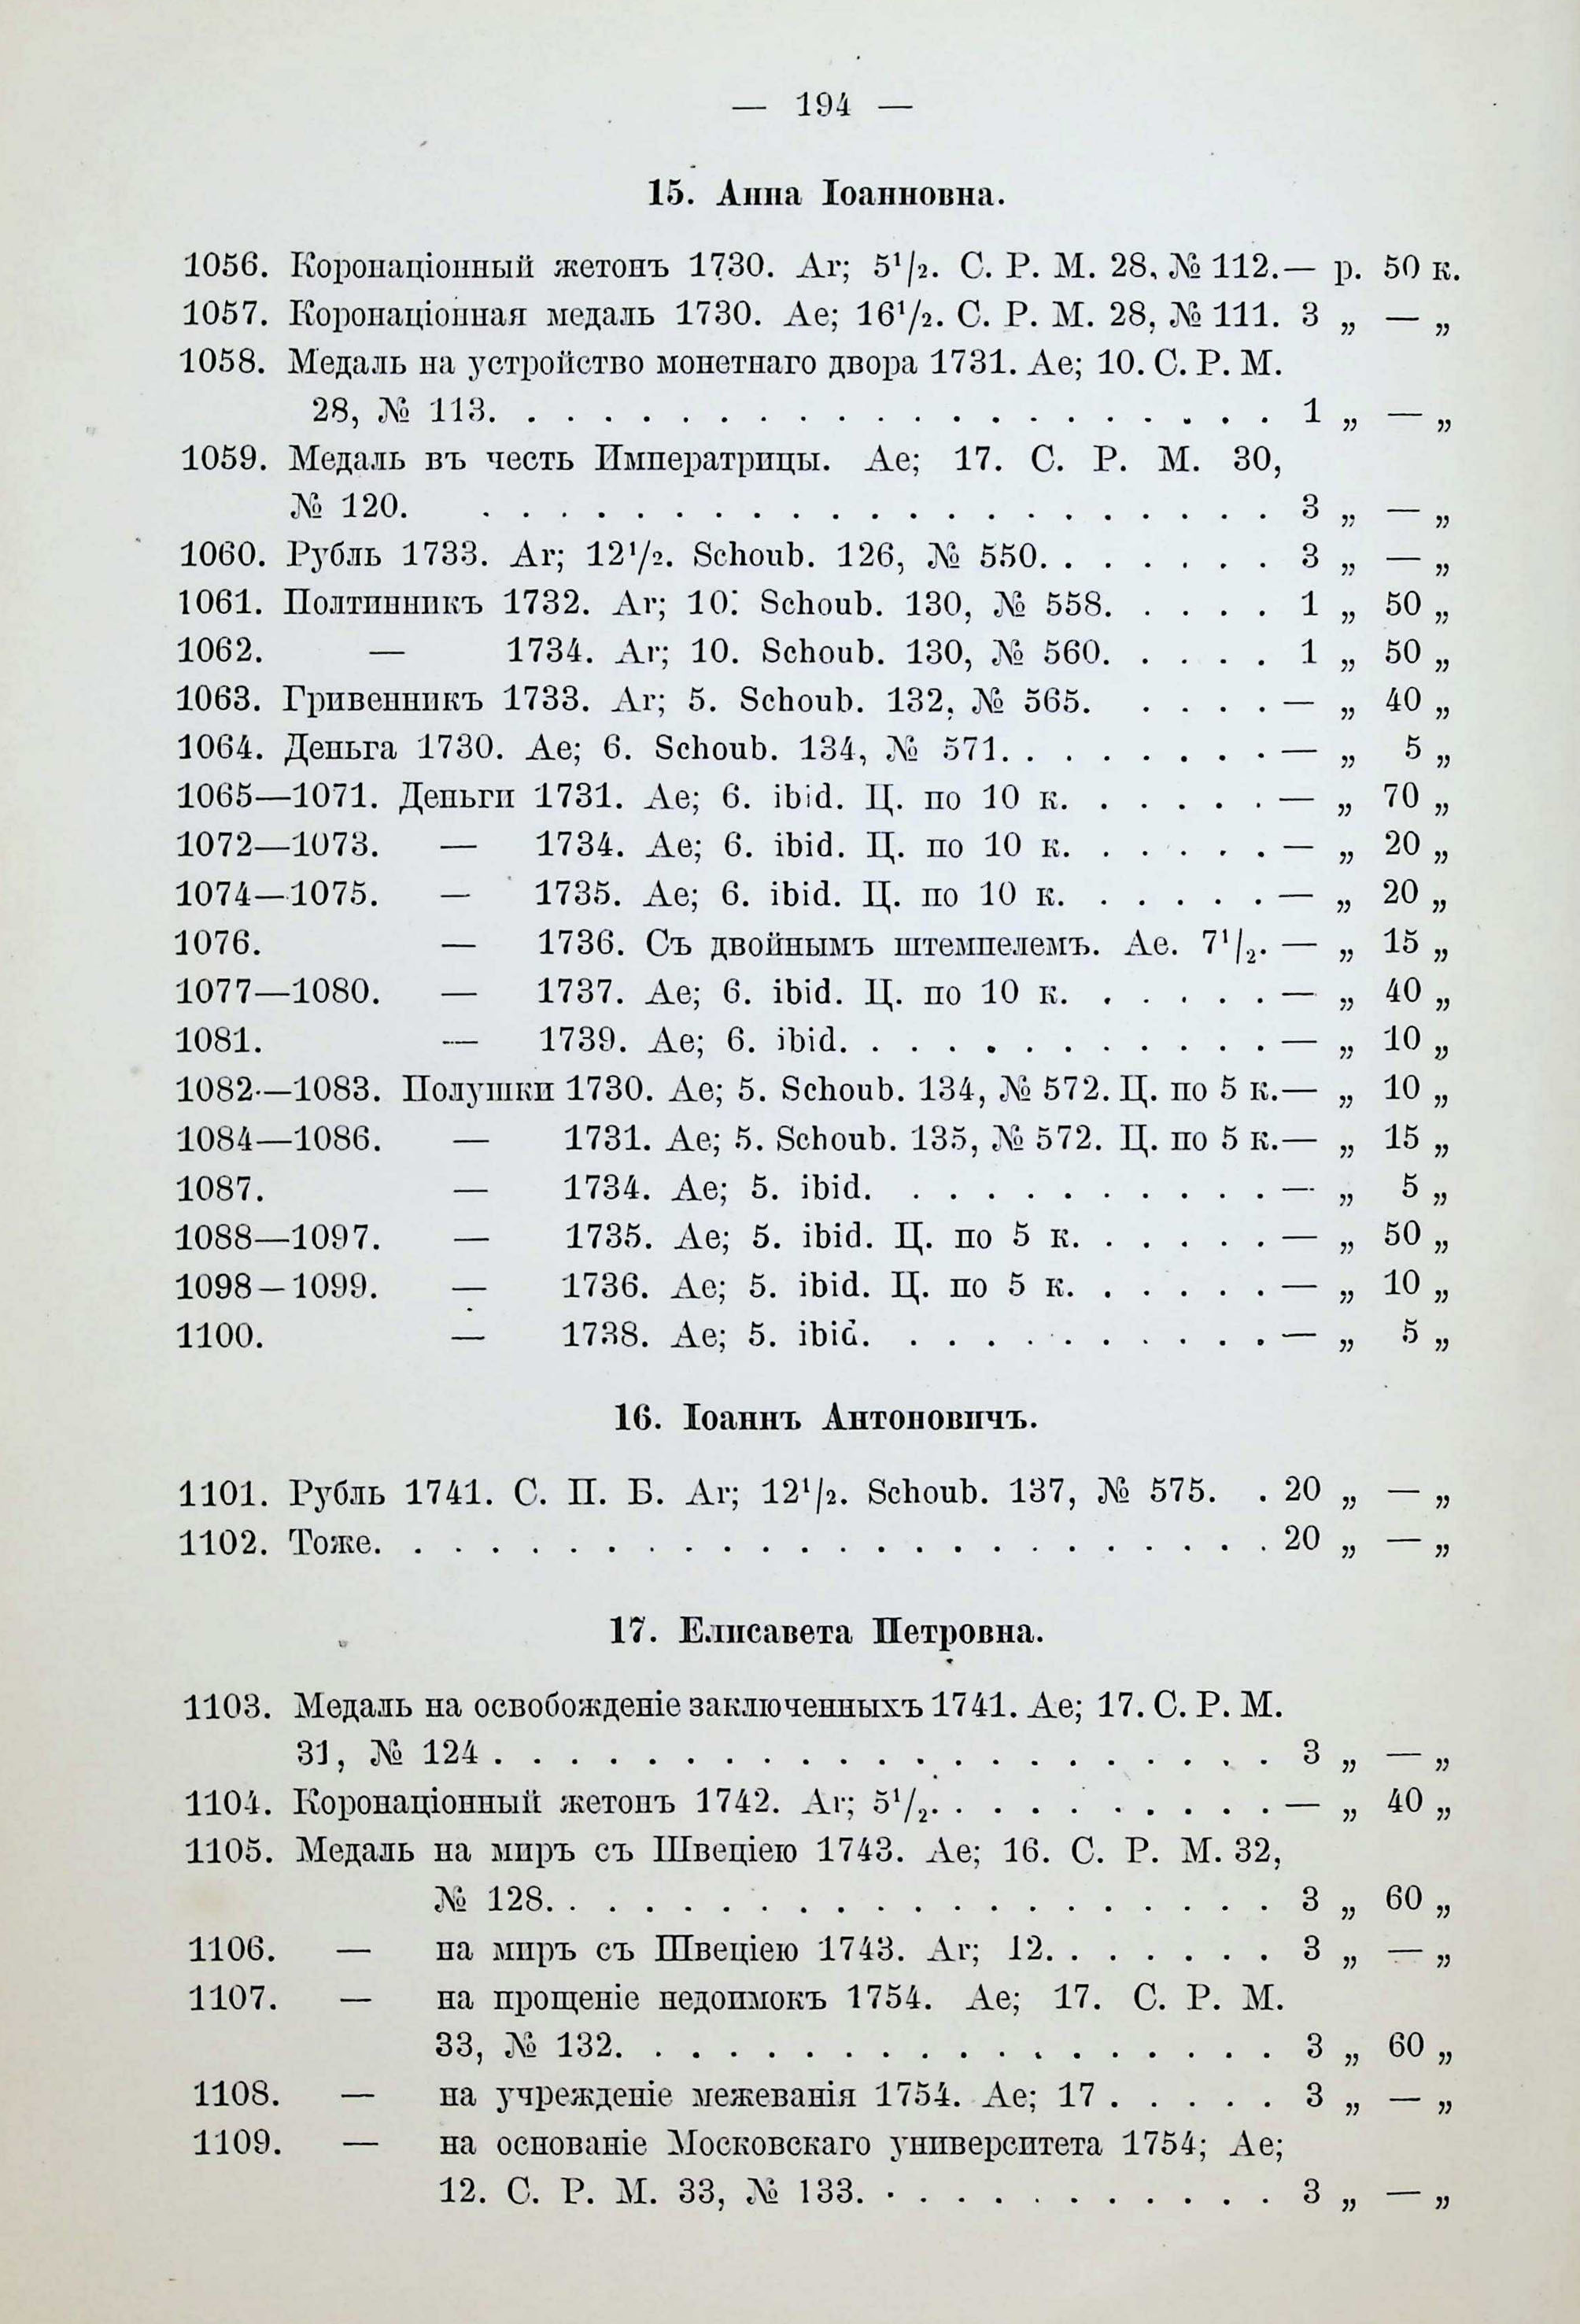 — 194 —
15. Анна Іоанновна.
1056. Коронаціонный жетонъ 1730. Ar; 5¹/₂. С. Р. М. 28, № 112. — р. 50 к.
1057. Коронаціонная медаль 1730. Ae; 16¹/₂. С. Р. М. 28, № 111. 3 „ — „
1058. Медаль на устройство монетнаго двора 1731. Ae; 10. С. Р. М.
28, № 113. . . . . . . . . . . . . . . . . . . . . 1 „ — „
1059. Медаль въ честь Императрицы. Ae; 17. С. Р. М. 30,
№ 120. . . . . . . . . . . . . . . . . . . . . . 3 „ — „
1060. Рубль 1733. Ar; 12¹/₂. Schoub. 126, № 550. . . . . . . 3 „ — „
1061. Полтинникъ 1732. Ar; 10. Schoub. 130, № 558. . . . . 1 „ 50 „
1062. — 1734. Ar; 10. Schoub. 130, № 560. . . . . 1 „ 50 „
1063. Гривенникъ 1733. Ar; 5. Schoub. 132, № 565. . . . . — „ 40 „
1064. Деньга 1730. Ae; 6. Schoub. 134, № 571. . . . . . . . — „ 5 „
1065—1071. Деньги 1731. Ae; 6. ibid. Ц. по 10 к. . . . . . — „ 70 „
1072—1073. — 1734. Ae; 6. ibid. Ц. по 10 к. . . . . . — „ 20 „
1074—1075. — 1735. Ae; 6. ibid. Ц. по 10 к. . . . . . — „ 20 „
1076. — 1736. Съ двойнымъ штемпелемъ. Ae. 7¹/₂. — „ 15 „
1077—1080. — 1737. Ae; 6. ibid. Ц. по 10 к. . . . . . — „ 40 „
1081. — 1739. Ae; 6. ibid. . . . . . . . . . . . — „ 10 „
1082—1083. Полушки 1730. Ae; 5. Schoub. 134, № 572. Ц. по 5 к. — „ 10 „
1084—1086. — 1731. Ae; 5. Schoub. 135, № 572. Ц. по 5 к. — „ 15 „
1087. — 1734. Ae; 5. ibid. . . . . . . . . . . — „ 5 „
1088—1097. — 1735. Ae; 5. ibid. Ц. по 5 к. . . . . . — „ 50 „
1098—1099. — 1736. Ae; 5. ibid. Ц. по 5 к. . . . . . — „ 10 „
1100. — 1738. Ae; 5. ibid. . . . . . . . . . . — „ 5 „
16. Іоаннъ Антоновичъ.
1101. Рубль 1741. С. П. Б. Ar; 12¹/₂. Schoub. 137, № 575. . 20 „ — „
1102. Тоже. . . . . . . . . . . . . . . . . . . . . . . . 20 „ — „
17. Елисавета Петровна.
1103. Медаль на освобожденіе заключенныхъ 1741. Ae; 17. С. Р. М.
31, № 124 . . . . . . . . . . . . . . . . . . . . . 3 „ — „
1104. Коронаціонный жетонъ 1742. Ar; 5¹/₂. . . . . . . . . . — „ 40 „
1105. Медаль на миръ съ Швеціею 1743. Ae; 16. С. Р. М. 32,
№ 128. . . . . . . . . . . . . . . . . . . . 3 „ 60 „
1106. — на миръ съ Швеціею 1743. Ar; 12. . . . . . . 3 „ — „
1107. — на прощеніе недоимокъ 1754. Ae; 17. С. Р. М.
33, № 132. . . . . . . . . . . . . . . . . . 3 „ 60 „
1108. — на учрежденіе межеванія 1754. Ae; 17 . . . . . 3 „ — „
1109. — на основаніе Московскаго университета 1754; Ae;
12. С. Р. М. 33, № 133. . . . . . . . . . . . 3 „ — „